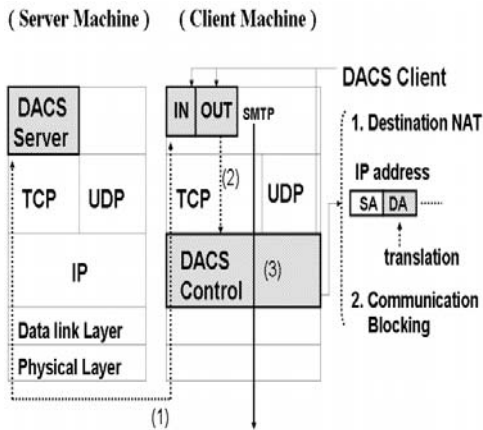 ( Server Machine )
( Client Machine )
DACS Client
DACS
Server
IN
OUT
SMTP
1. Destination NAT
TCP
UDP
(2)
TCP
UDP
IP address
SA
DA
translation
IP
DACS
Control
(3)
2. Communication
Blocking
Data link Layer
Physical Layer
(1)